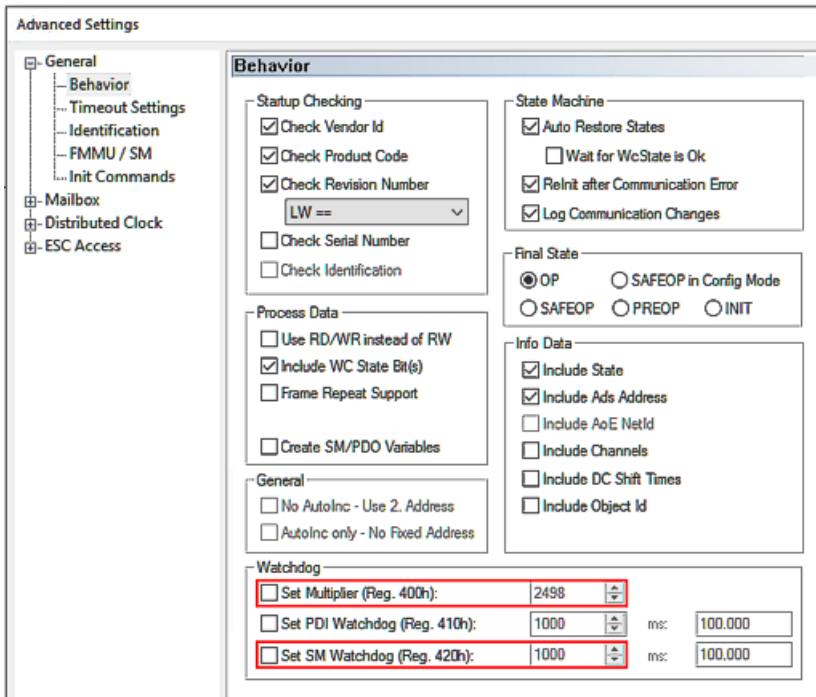 Advanced Settings
General
Behavior
Timeout Settings
Identification
FMMU / SM
Init Commands
Mailbox
Distributed Clock
ESC Access
Behavior
Startup Checking
Check Vendor Id
Check Product Code
Check Revision Number
LW ==
Check Serial Number
Check Identification
Process Data
Use RD/WR instead of RW
Include WC State Bit(s)
Frame Repeat Support
Create SM/PDO Variables
General
No AutoInc - Use 2. Address
AutoInc only - No Fixed Address
State Machine
Auto Restore States
Wait for WcState is Ok
ReInit after Communication Error
Log Communication Changes
Final State
OP SAFEOP in Config Mode
SAFEOP PREOP INIT
Info Data
Include State
Include Ads Address
Include AoE NetId
Include Channels
Include DC Shift Times
Include Object Id
Watchdog
Set Multiplier (Reg. 400h): 2498
Set PDI Watchdog (Reg. 410h): 1000 ms: 100.000
Set SM Watchdog (Reg. 420h): 1000 ms: 100.000